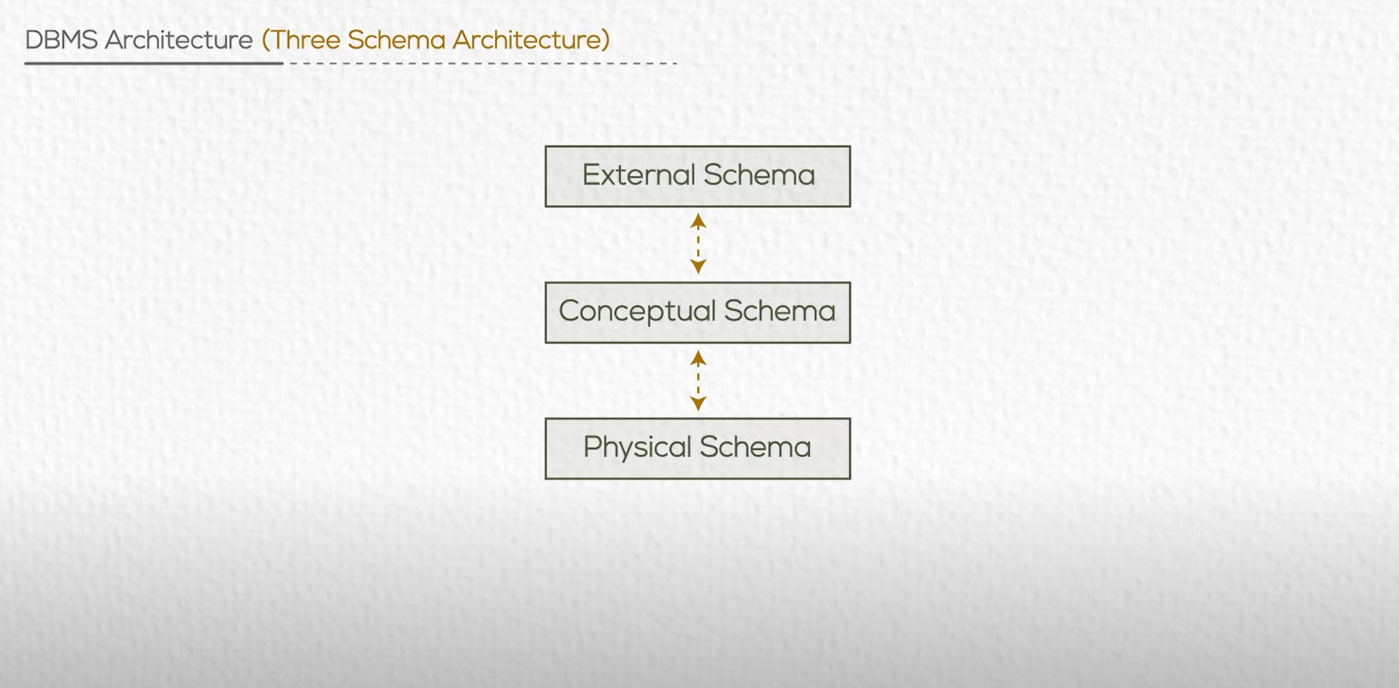 DBMS Architecture (Three Schema Architecture)
External Schema
Conceptual Schema
Physical Schema